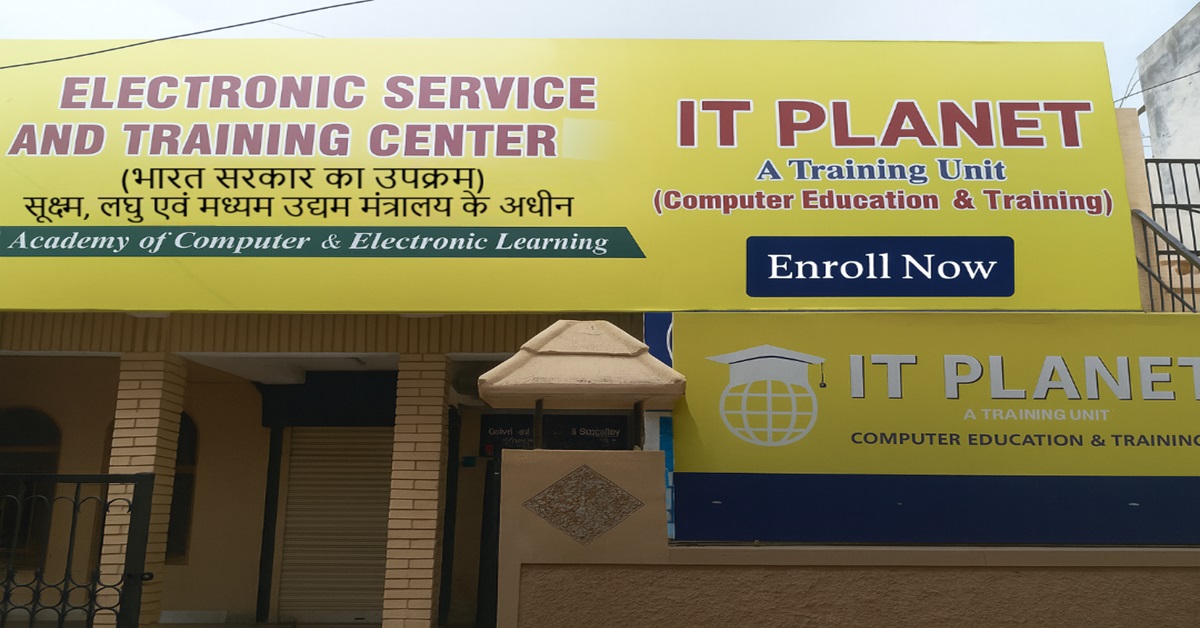 ELECTRONIC SERVICE
AND TRAINING CENTER
(भारत सरकार का उपक्रम)
सूक्ष्म, लघु एवं मध्यम उद्यम मंत्रालय के अधीन
Academy of Computer & Electronic Learning
IT PLANET
A Training Unit
(Computer Education & Training)
Enroll Now
IT PLANET
A TRAINING UNIT
COMPUTER EDUCATION & TRAINING